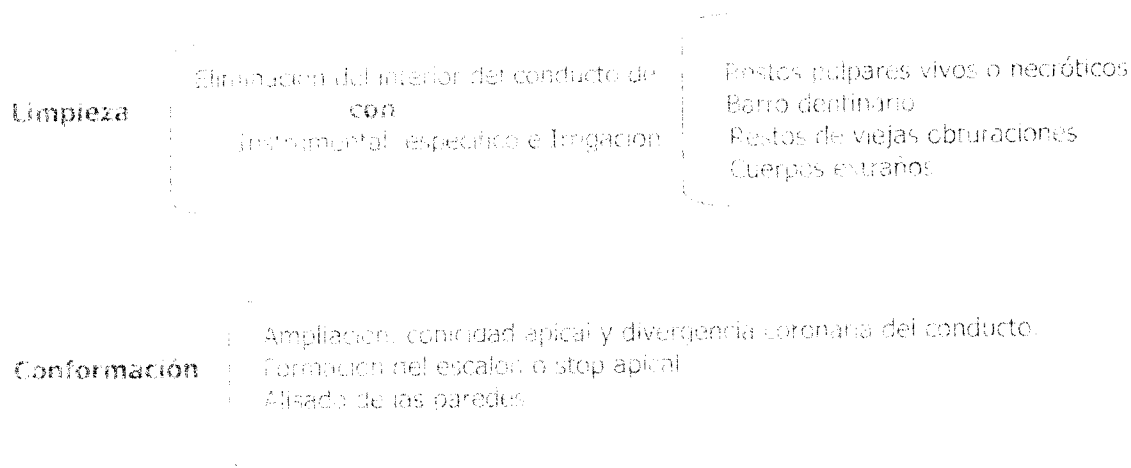 Limpieza
Eliminación del interior del conducto de
con
Instrumental específico e Irrigación
Restos pulpares vivos o necróticos
Barro dentinario
Restos de viejas obturaciones
Cuerpos extraños
Conformación
Ampliación, conicidad apical y divergencia coronaria del conducto.
Formación del escalón o stop apical
Alisado de las paredes